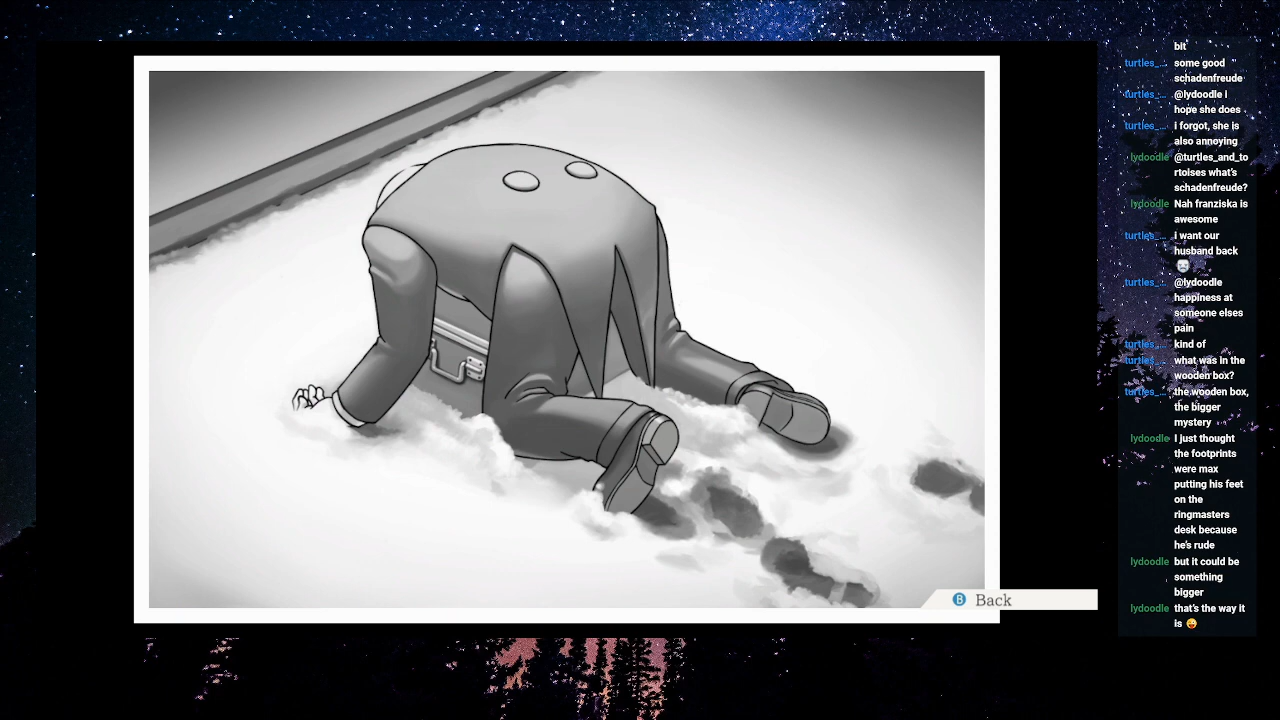 bit
turtles_... some good
schadenfreude
turtles_... @lydoodle I
hope she does
turtles_... i forgot, she is
also annoying
lydoodle @turtles_and_to
rtoises what's
schadenfreude?
lydoodle Nah franziska is
awesome
turtles_... i want our
husband back
turtles_... @lydoodle
happiness at
someone elses
pain
turtles_... kind of
turtles_... what was in the
wooden box?
turtles_... the wooden box,
the bigger
mystery
lydoodle I just thought
the footprints
were max
putting his feet
on the
ringmasters
desk because
he's rude
lydoodle but it could be
something
bigger
lydoodle that's the way it
is 😛
B Back